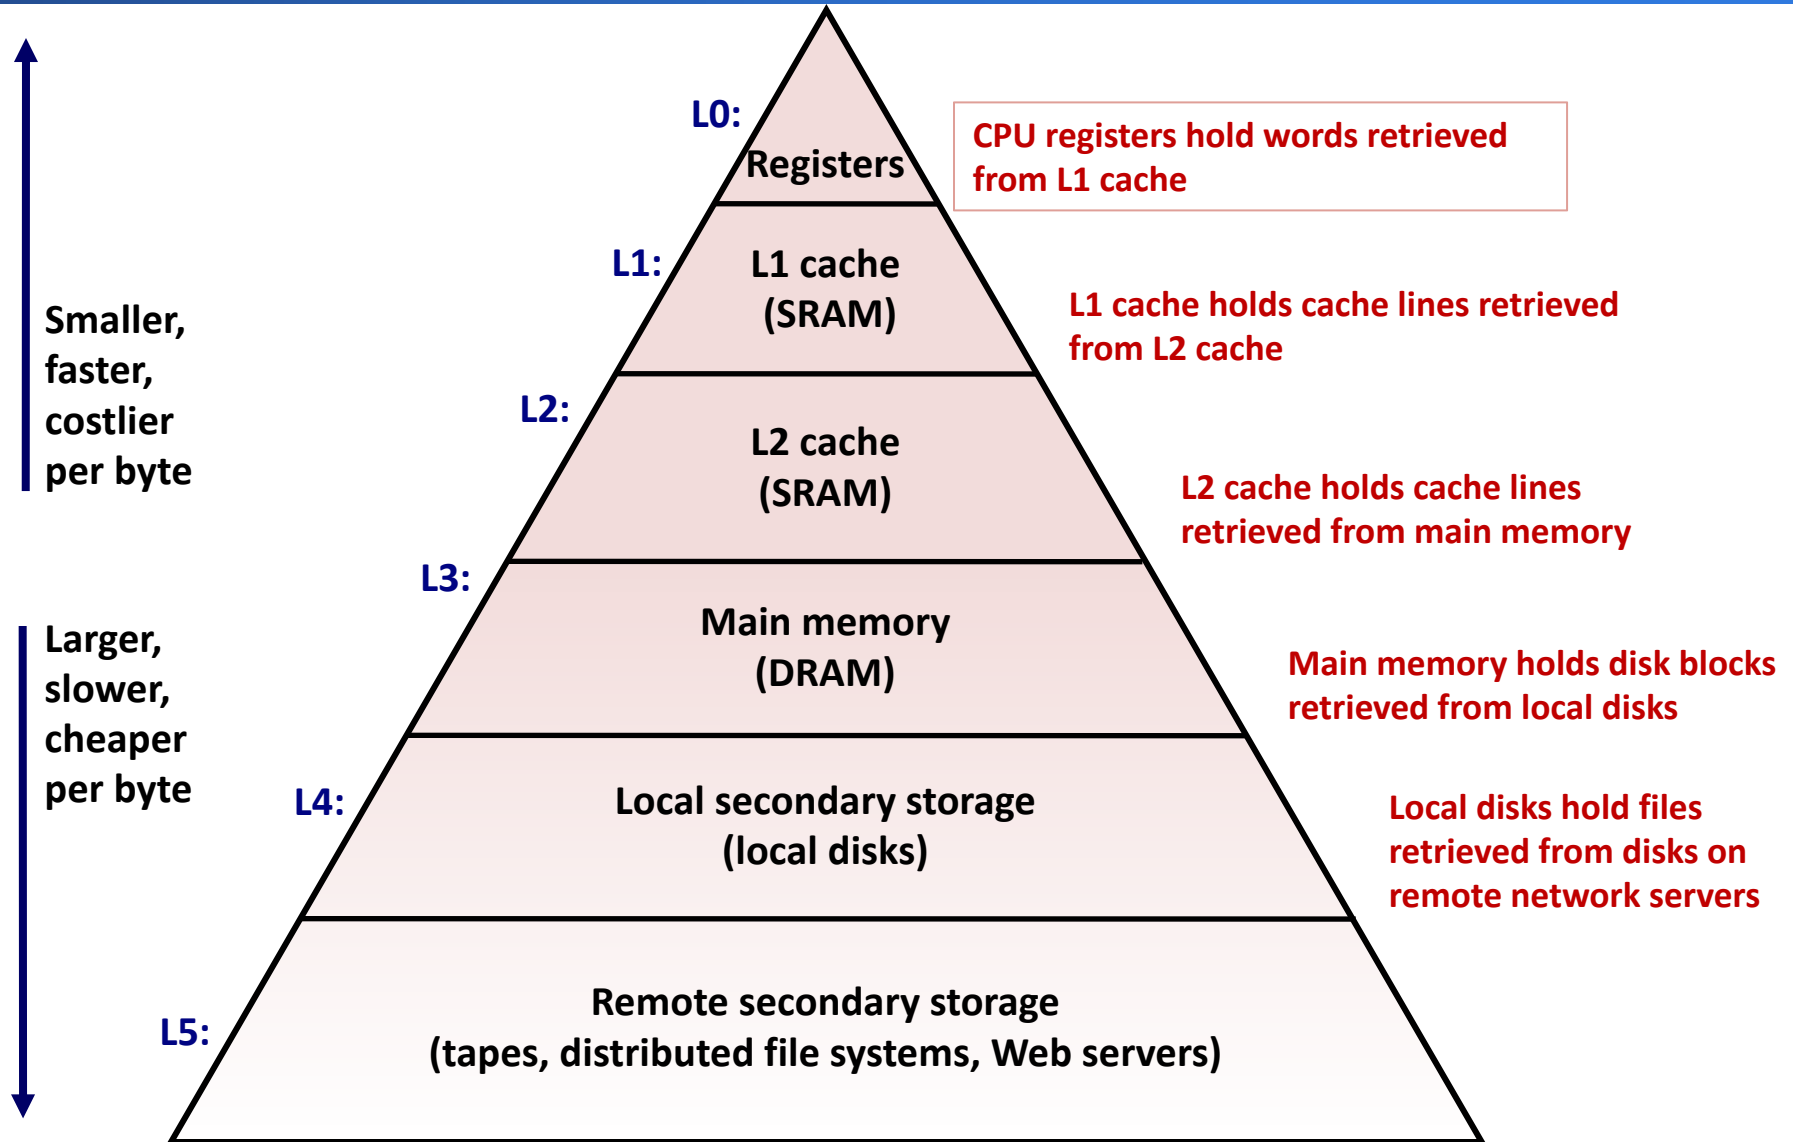 L0:
Registers
CPU registers hold words retrieved
from L1 cache
L1:
L1 cache
(SRAM)
L1 cache holds cache lines retrieved
from L2 cache
Smaller,
faster,
costlier
per byte
L2:
L2 cache
(SRAM)
L2 cache holds cache lines
retrieved from main memory
L3:
Main memory
(DRAM)
Main memory holds disk blocks
retrieved from local disks
Larger,
slower,
cheaper
per byte
L4:
Local secondary storage
(local disks)
Local disks hold files
retrieved from disks on
remote network servers
L5:
Remote secondary storage
(tapes, distributed file systems, Web servers)